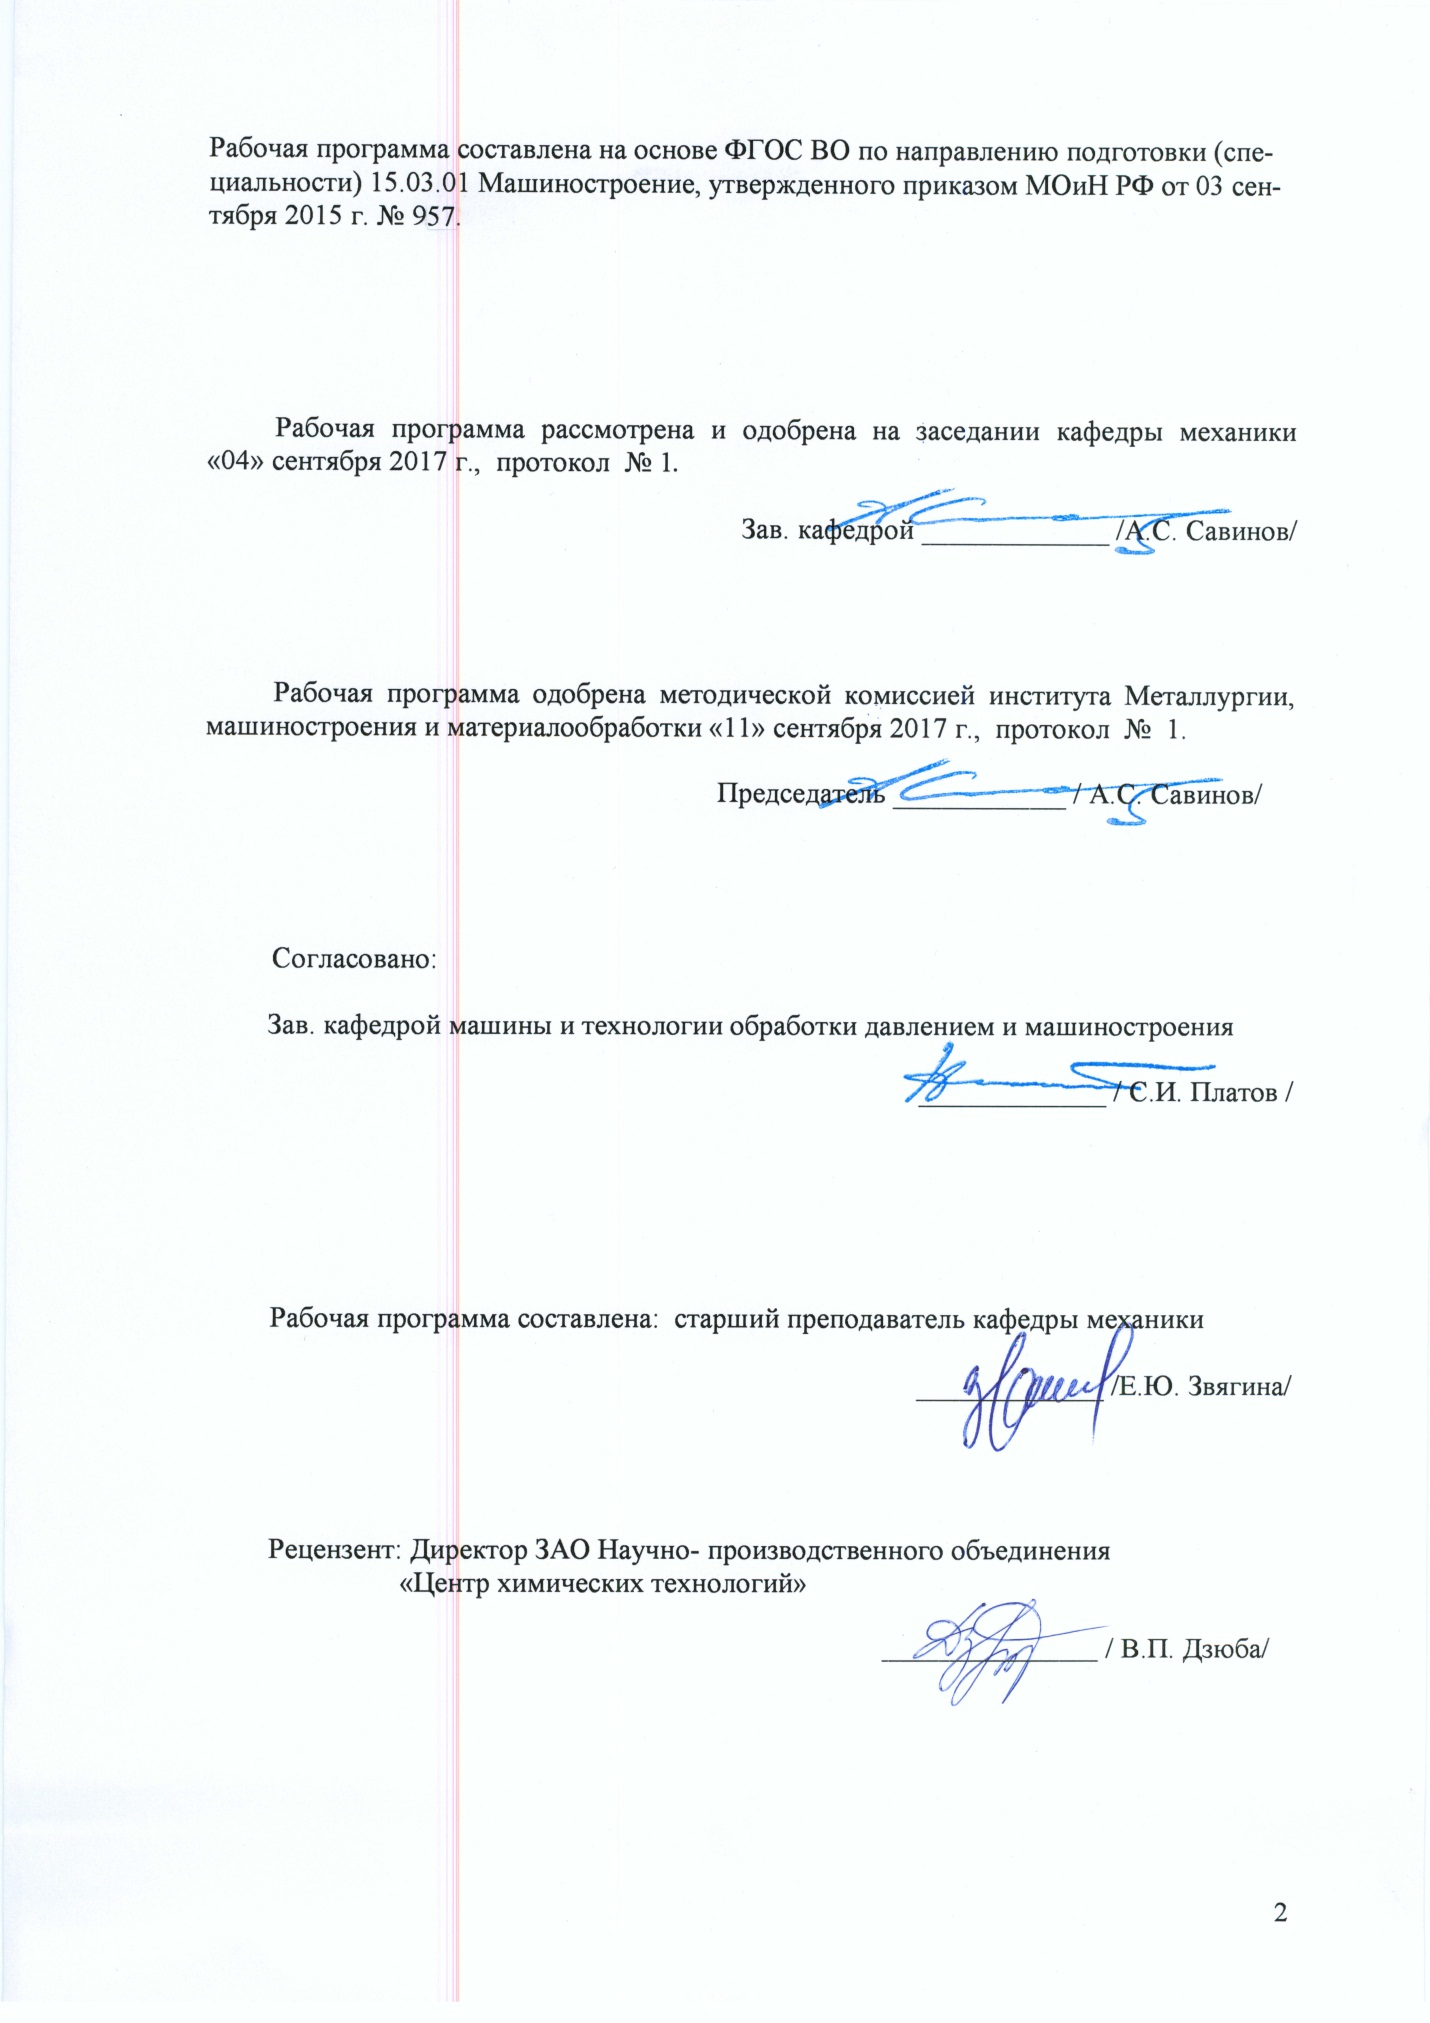 Рабочая программа составлена на основе ФГОС ВО по направлению подготовки (спе-
циальности) 15.03.01 Машиностроение, утвержденного приказом МОиН РФ от 03 сен-
тября 2015 г. № 957.
Рабочая программа рассмотрена и одобрена на заседании кафедры механики
«04» сентября 2017 г., протокол № 1.
Зав. кафедрой _____________ /А.С. Савинов/
Рабочая программа одобрена методической комиссией института Металлургии,
машиностроения и материалообработки «11» сентября 2017 г., протокол № 1.
Председатель ____________ / А.С. Савинов/
Согласовано:
Зав. кафедрой машины и технологии обработки давлением и машиностроения
_____________ / С.И. Платов /
Рабочая программа составлена: старший преподаватель кафедры механики
_____________ /Е.Ю. Звягина/
Рецензент: Директор ЗАО Научно- производственного объединения
«Центр химических технологий»
_______________ / В.П. Дзюба/
2